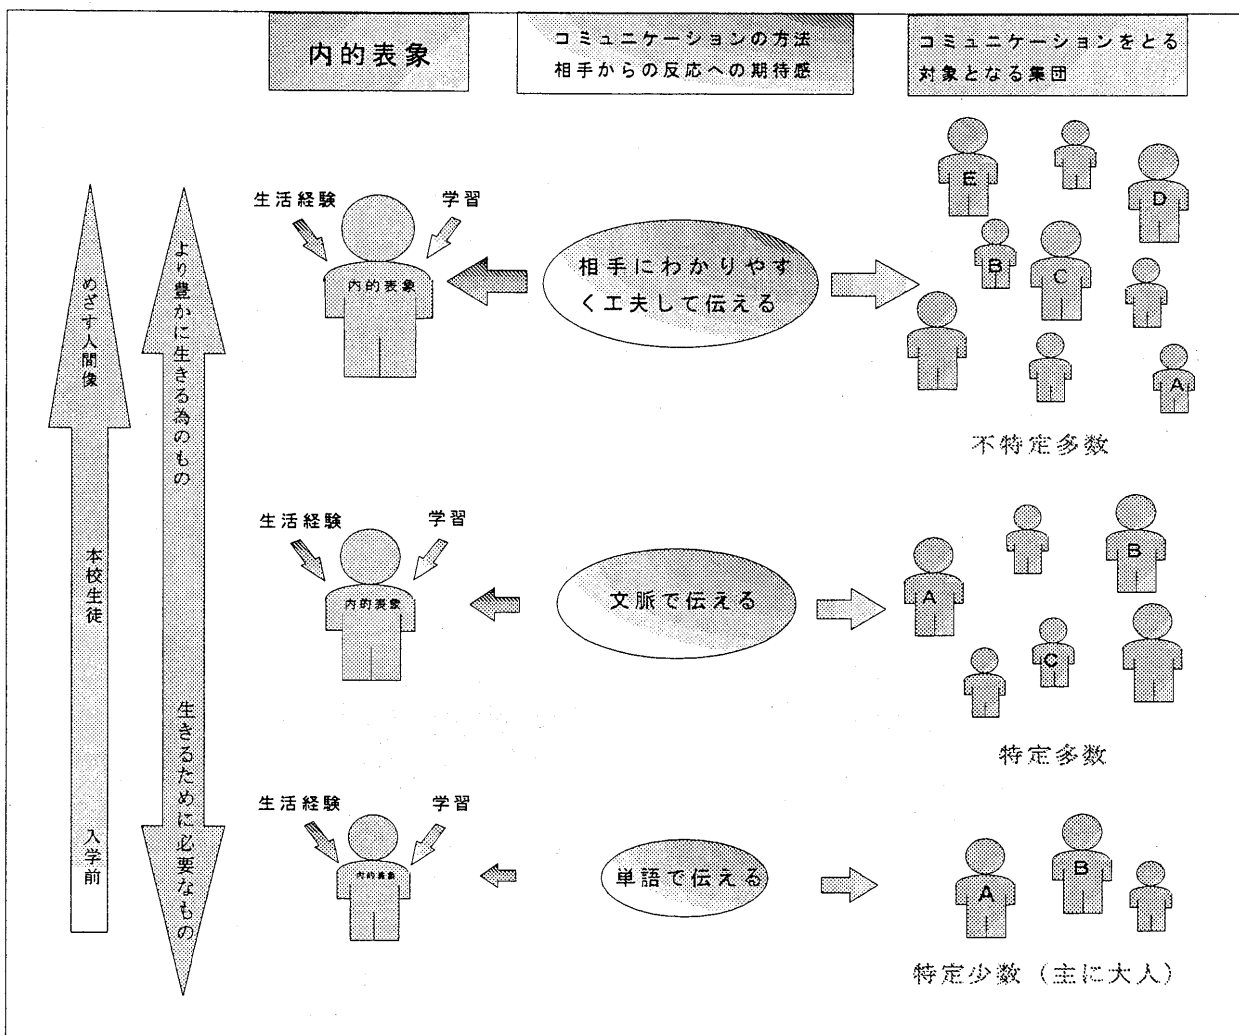 内的表象
コミュニケーションの方法
相手からの反応への期待感
コミュニケーションをとる
対象となる集団
めざす人間像
本校生徒
入学前
より豊かに生きる為のもの
生きるために必要なもの
生活経験
学習
内的表象
相手にわかりやす
く工夫して伝える
E
D
B
C
A
不特定多数
生活経験
学習
内的表象
文脈で伝える
B
A
C
特定多数
生活経験
学習
内的表象
単語で伝える
A
B
特定少数（主に大人）